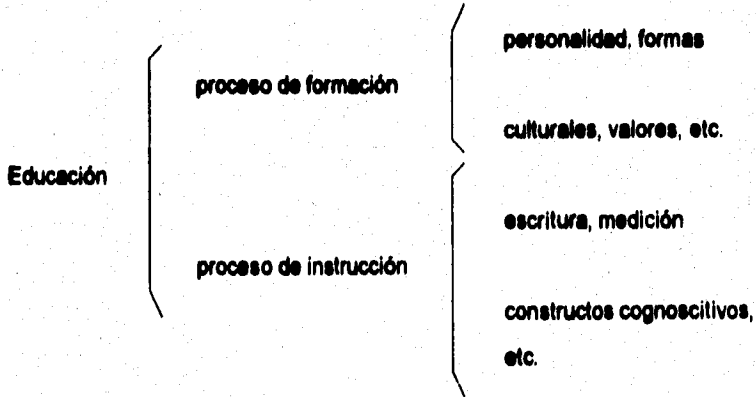 Educación
proceso de formación
personalidad, formas
culturales, valores, etc.
proceso de instrucción
escritura, medición
constructos cognoscitivos,
etc.